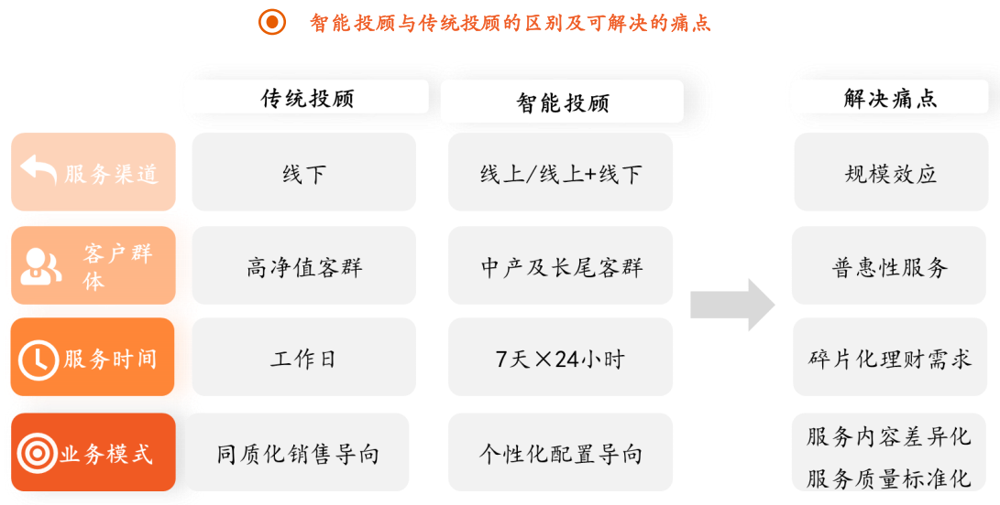 智能投顾与传统投顾的区别及可解决的痛点
传统投顾
智能投顾
解决痛点
服务渠道
线下
线上/线上+线下
规模效应
客户群
体
高净值客群
中产及长尾客群
普惠性服务
服务时间
工作日
7天×24小时
碎片化理财需求
业务模式
同质化销售导向
个性化配置导向
服务内容差异化
服务质量标准化